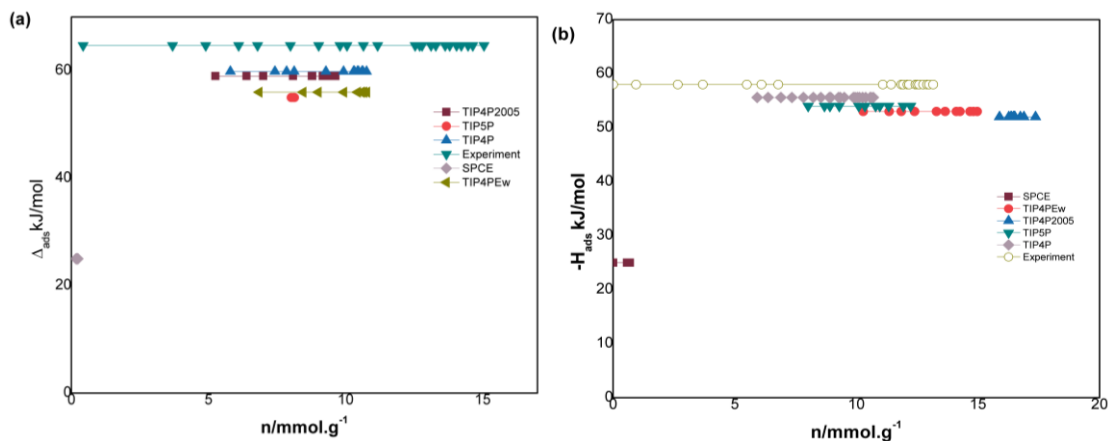 (a)
60
40
20
0
0
5
10
15
Δads kJ/mol
n/mmol.g-1
TIP4P2005
TIP5P
TIP4P
Experiment
SPCE
TIP4PEw
(b)
70
60
50
40
30
20
10
0
0
5
10
15
20
-Hads kJ/mol
n/mmol.g-1
SPCE
TIP4PEw
TIP4P2005
TIP5P
TIP4P
Experiment